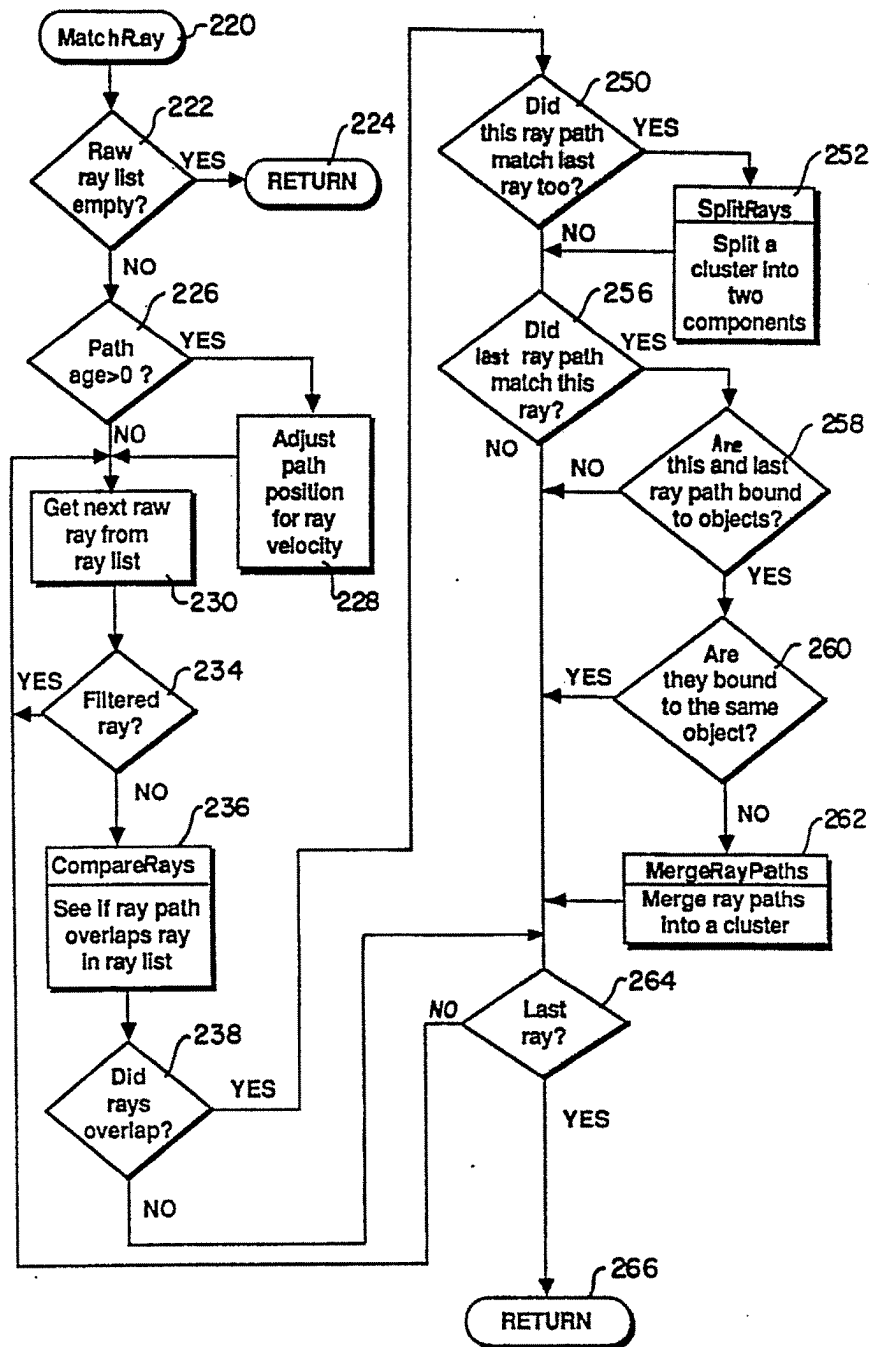 MatchRay
220
222
Raw
ray list
empty?
YES
224
RETURN
NO
226
Path
age>0 ?
YES
NO
Adjust
path
position
for ray
velocity
228
Get next raw
ray from
ray list
230
234
YES
Filtered
ray?
NO
236
CompareRays
See if ray path
overlaps ray
in ray list
238
Did
rays
overlap?
YES
NO
250
Did
this ray path
match last
ray too?
YES
252
SplitRays
Split a
cluster into
two
components
NO
256
Did
last ray path
match this
ray?
YES
NO
258
Are
this and last
ray path bound
to objects?
NO
YES
260
Are
they bound
to the same
object?
YES
NO
262
MergeRayPaths
Merge ray paths
into a cluster
264
Last
ray?
NO
YES
266
RETURN